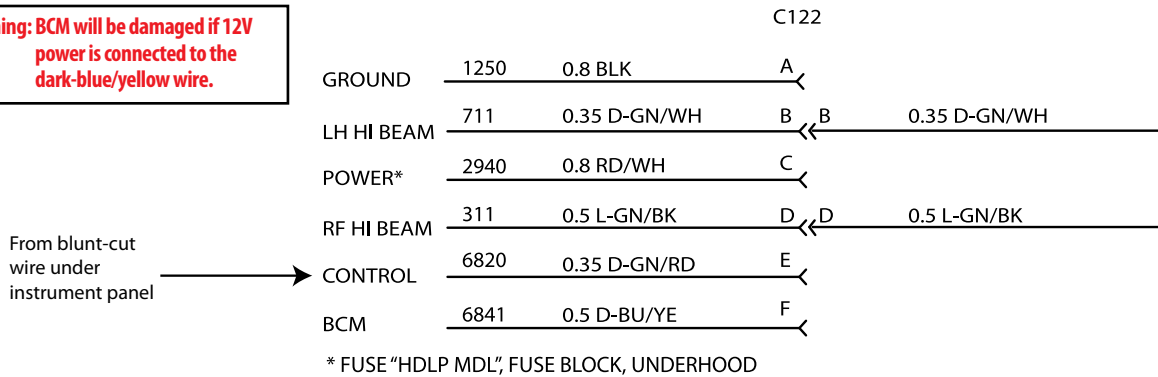 C122
ing: BCM will be damaged if 12V
power is connected to the
dark-blue/yellow wire.
GROUND 1250 0.8 BLK A
LH HI BEAM 711 0.35 D-GN/WH B B 0.35 D-GN/WH
POWER* 2940 0.8 RD/WH C
RF HI BEAM 311 0.5 L-GN/BK D D 0.5 L-GN/BK
From blunt-cut
wire under
instrument panel
CONTROL 6820 0.35 D-GN/RD E
BCM 6841 0.5 D-BU/YE F
* FUSE "HDLP MDL", FUSE BLOCK, UNDERHOOD